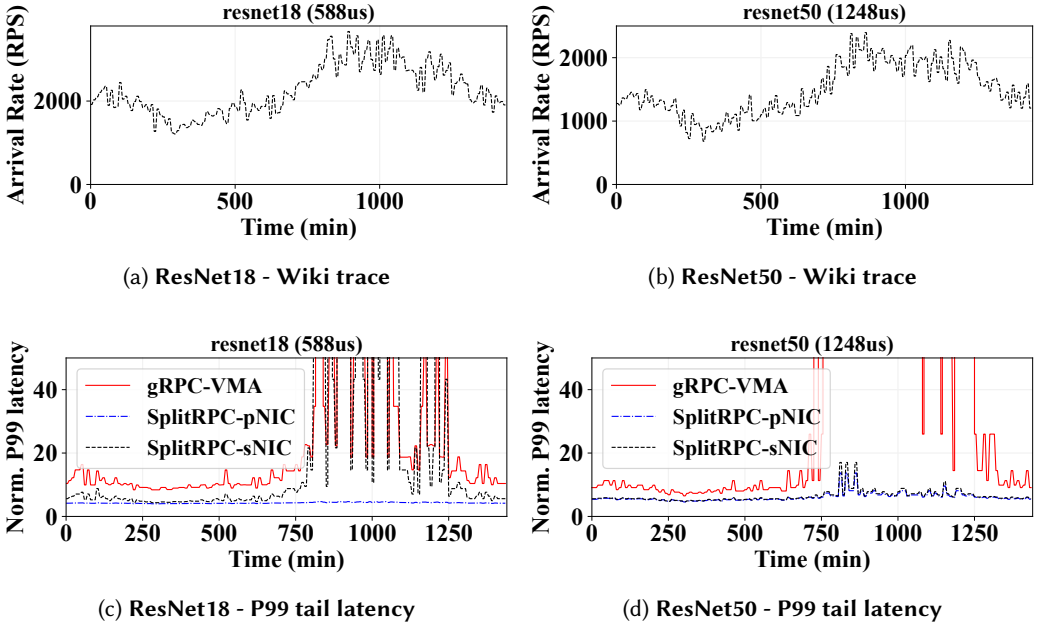 resnet18 (588us)
Arrival Rate (RPS)
2000
0
0
500
1000
Time (min)
(a) ResNet18 - Wiki trace
resnet50 (1248us)
Arrival Rate (RPS)
2000
1000
0
0
500
1000
Time (min)
(b) ResNet50 - Wiki trace
resnet18 (588us)
Norm. P99 latency
40
20
0
gRPC-VMA
SplitRPC-pNIC
SplitRPC-sNIC
0
250
500
750
1000
1250
Time (min)
(c) ResNet18 - P99 tail latency
resnet50 (1248us)
Norm. P99 latency
40
20
0
gRPC-VMA
SplitRPC-pNIC
SplitRPC-sNIC
0
250
500
750
1000
1250
Time (min)
(d) ResNet50 - P99 tail latency